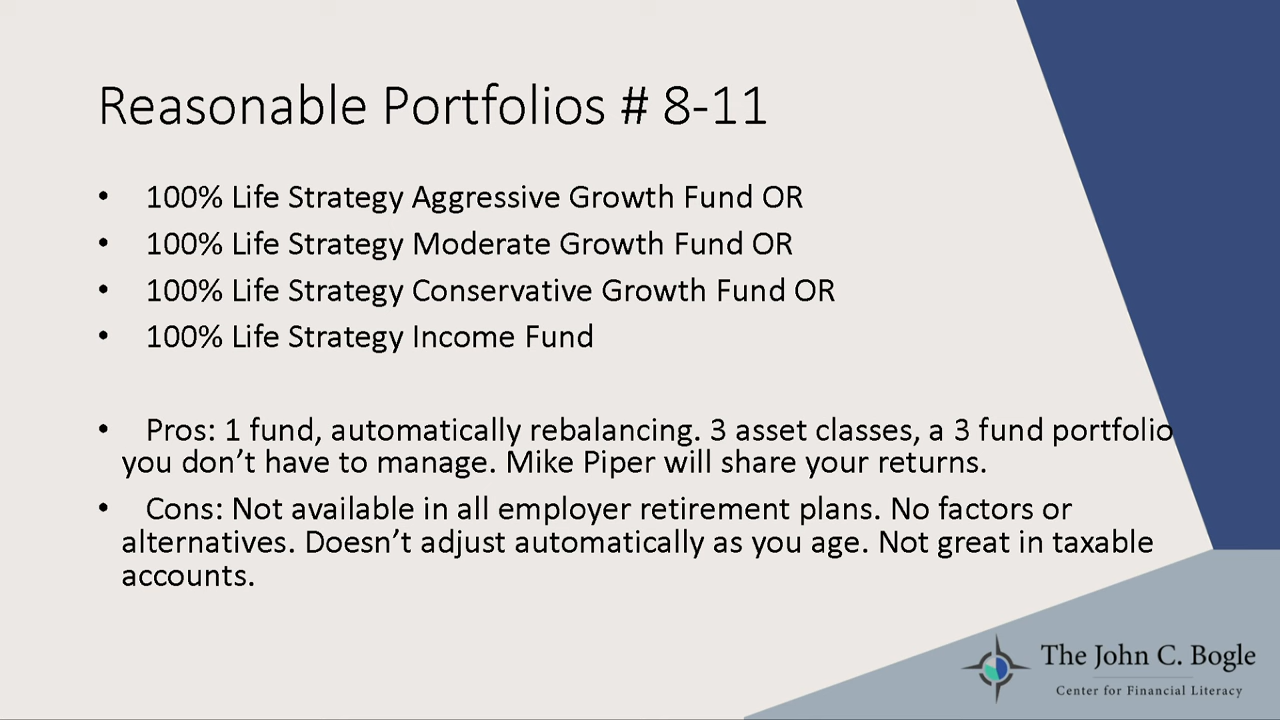 Reasonable Portfolios # 8-11
• 100% Life Strategy Aggressive Growth Fund OR
• 100% Life Strategy Moderate Growth Fund OR
• 100% Life Strategy Conservative Growth Fund OR
• 100% Life Strategy Income Fund
• Pros: 1 fund, automatically rebalancing. 3 asset classes, a 3 fund portfolio
you don’t have to manage. Mike Piper will share your returns.
• Cons: Not available in all employer retirement plans. No factors or
alternatives. Doesn’t adjust automatically as you age. Not great in taxable
accounts.
The John C. Bogle
Center for Financial Literacy